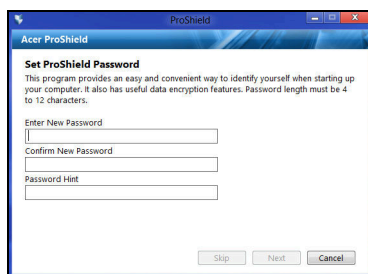 ProShield
Acer ProShield
Set ProShield Password
This program provides an easy and convenient way to identify yourself when starting up
your computer. It also has useful data encryption features. Password length must be 4
to 12 characters.
Enter New Password
Confirm New Password
Password Hint
Skip Next Cancel